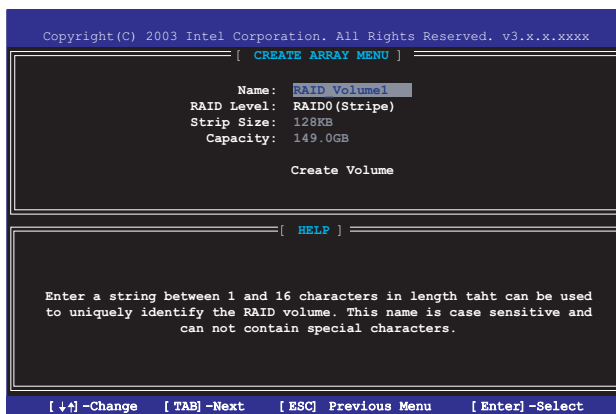 Copyright(C) 2003 Intel Corporation. All Rights Reserved. v3.x.x.xxxx
[ CREATE ARRAY MENU ]
Name: RAID Volume1
RAID Level: RAID0(Stripe)
Strip Size: 128KB
Capacity: 149.0GB
Create Volume
[ HELP ]
Enter a string between 1 and 16 characters in length taht can be used
to uniquely identify the RAID volume. This name is case sensitive and
can not contain special characters.
[↓↑]-Change [TAB]-Next [ESC] Previous Menu [Enter]-Select